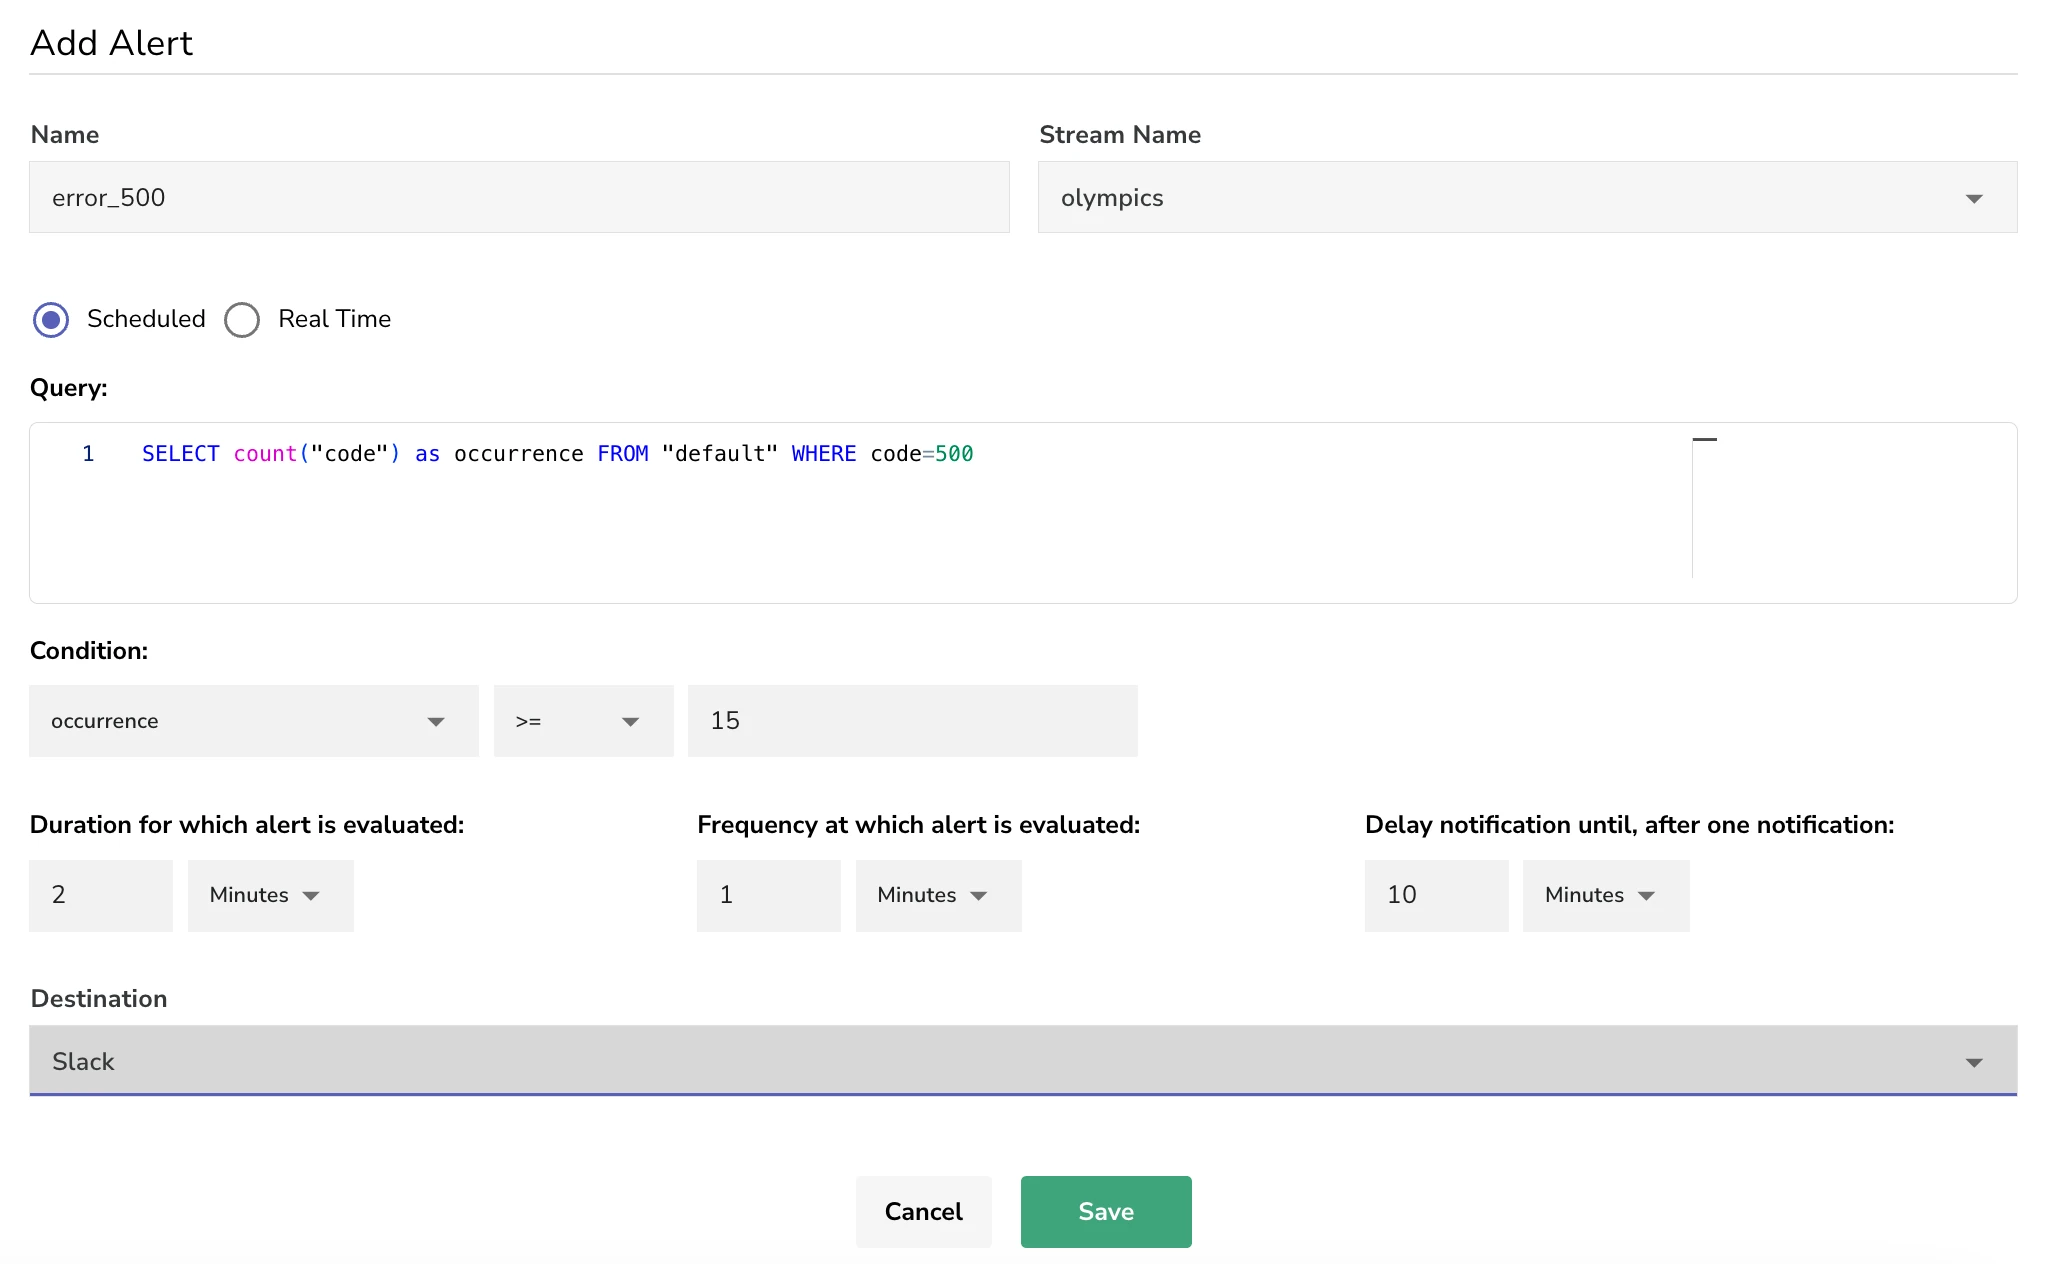 Add Alert
Name
Stream Name
error_500
olympics
Scheduled
Real Time
Query:
1 SELECT count("code") as occurrence FROM "default" WHERE code=500
Condition:
occurrence
>=
15
Duration for which alert is evaluated:
Frequency at which alert is evaluated:
Delay notification until, after one notification:
2
Minutes
1
Minutes
10
Minutes
Destination
Slack
Cancel
Save